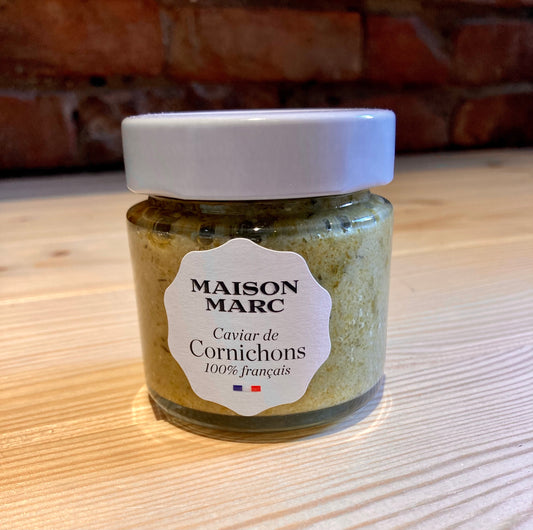 MAISON
MARC
Caviar de
Cornichons
100% français